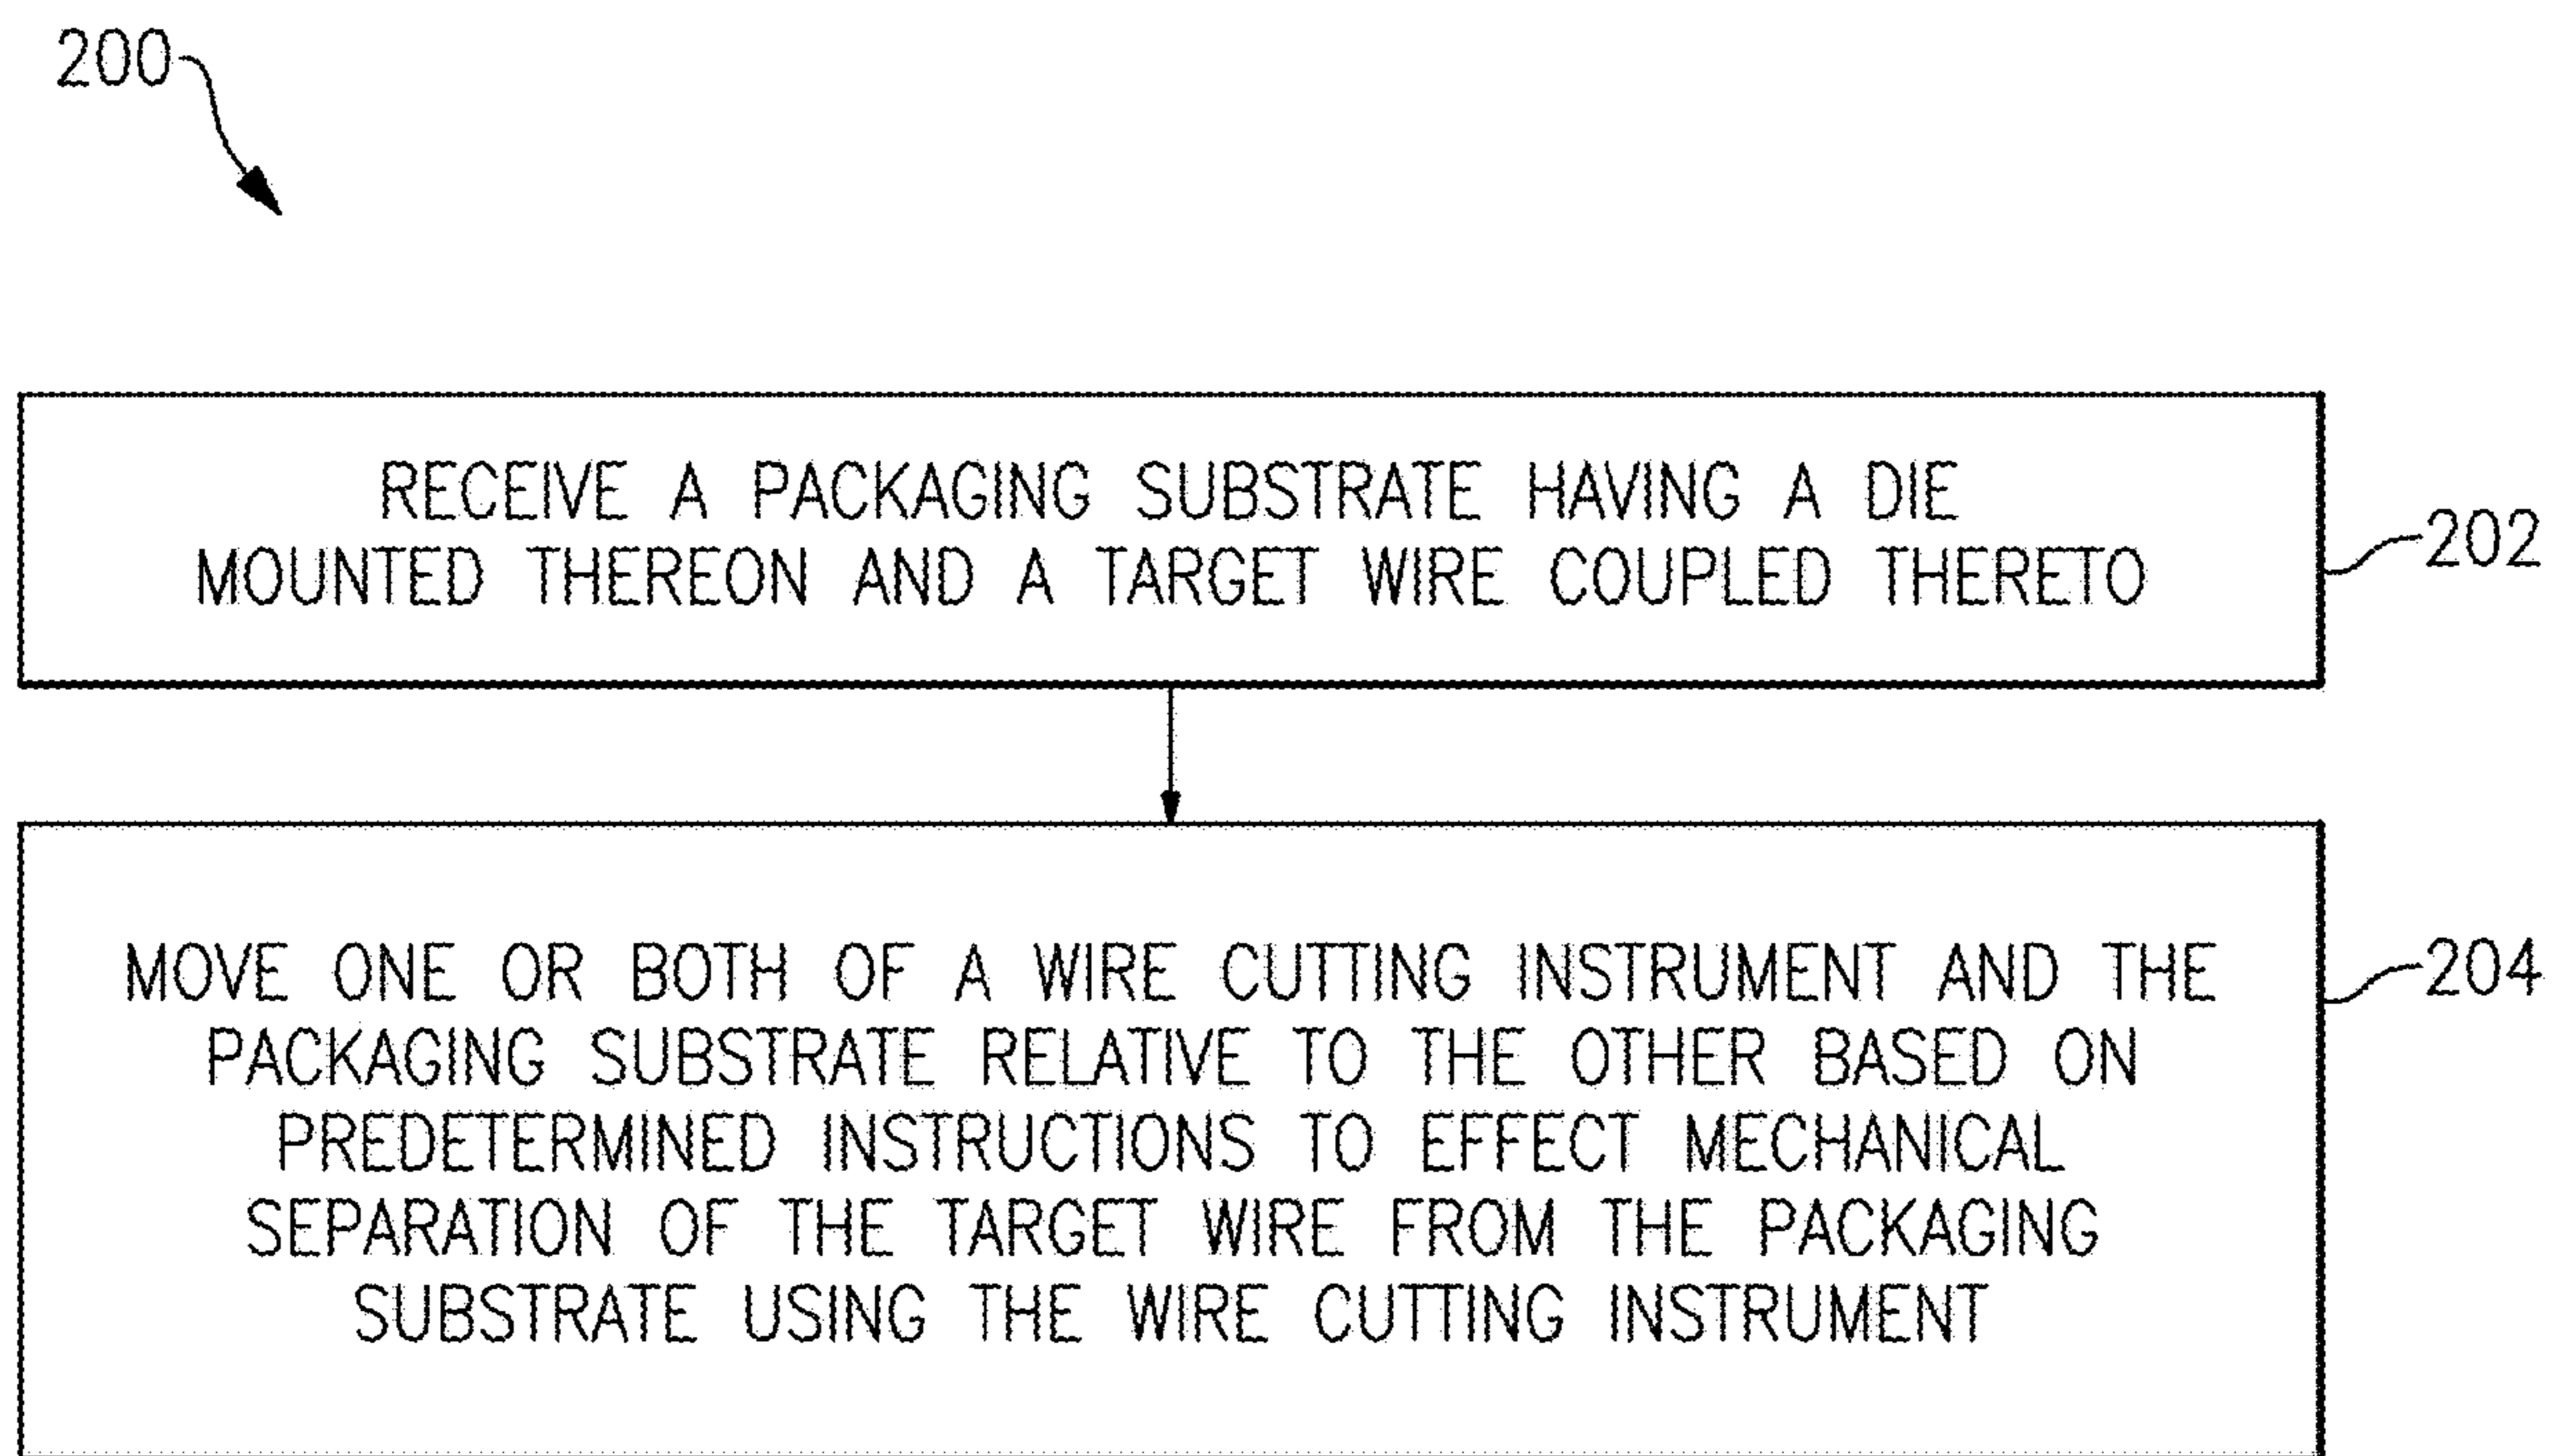 200
RECEIVE A PACKAGING SUBSTRATE HAVING A DIE
MOUNTED THEREON AND A TARGET WIRE COUPLED THERETO
202
MOVE ONE OR BOTH OF A WIRE CUTTING INSTRUMENT AND THE
PACKAGING SUBSTRATE RELATIVE TO THE OTHER BASED ON
PREDETERMINED INSTRUCTIONS TO EFFECT MECHANICAL
SEPARATION OF THE TARGET WIRE FROM THE PACKAGING
SUBSTRATE USING THE WIRE CUTTING INSTRUMENT
204